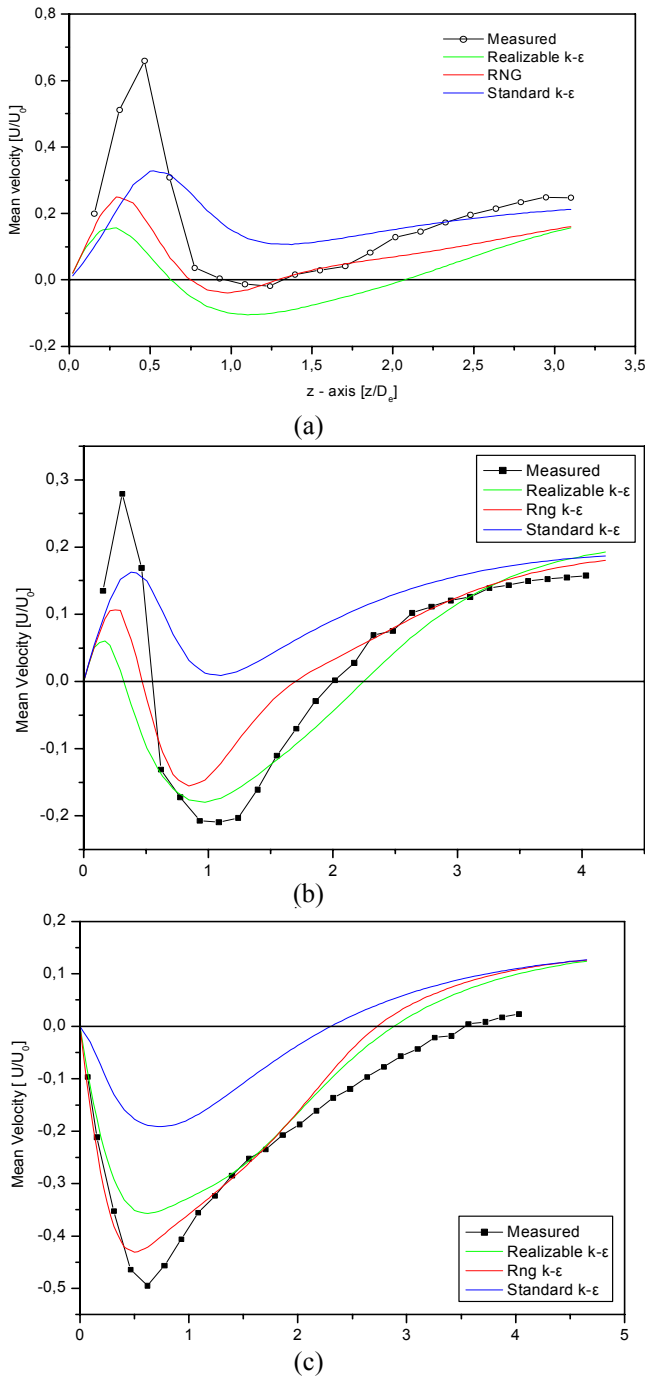 0,8
0,6
0,4
0,2
0,0
-0,2
Mean velocity [U/U₀]
Measured
Realizable k-ε
RNG
Standard k-ε
0,0 0,5 1,0 1,5 2,0 2,5 3,0 3,5
z - axis [z/Dₑ]
(a)
0,3
0,2
0,1
0,0
-0,1
-0,2
Mean Velocity [U/U₀]
Measured
Realizable k-ε
Rng k-ε
Standard k-ε
0 1 2 3 4
(b)
0,2
0,1
0,0
-0,1
-0,2
-0,3
-0,4
-0,5
Mean Velocity [ U/U₀]
Measured
Realizable k-ε
Rng k-ε
Standard k-ε
0 1 2 3 4 5
(c)